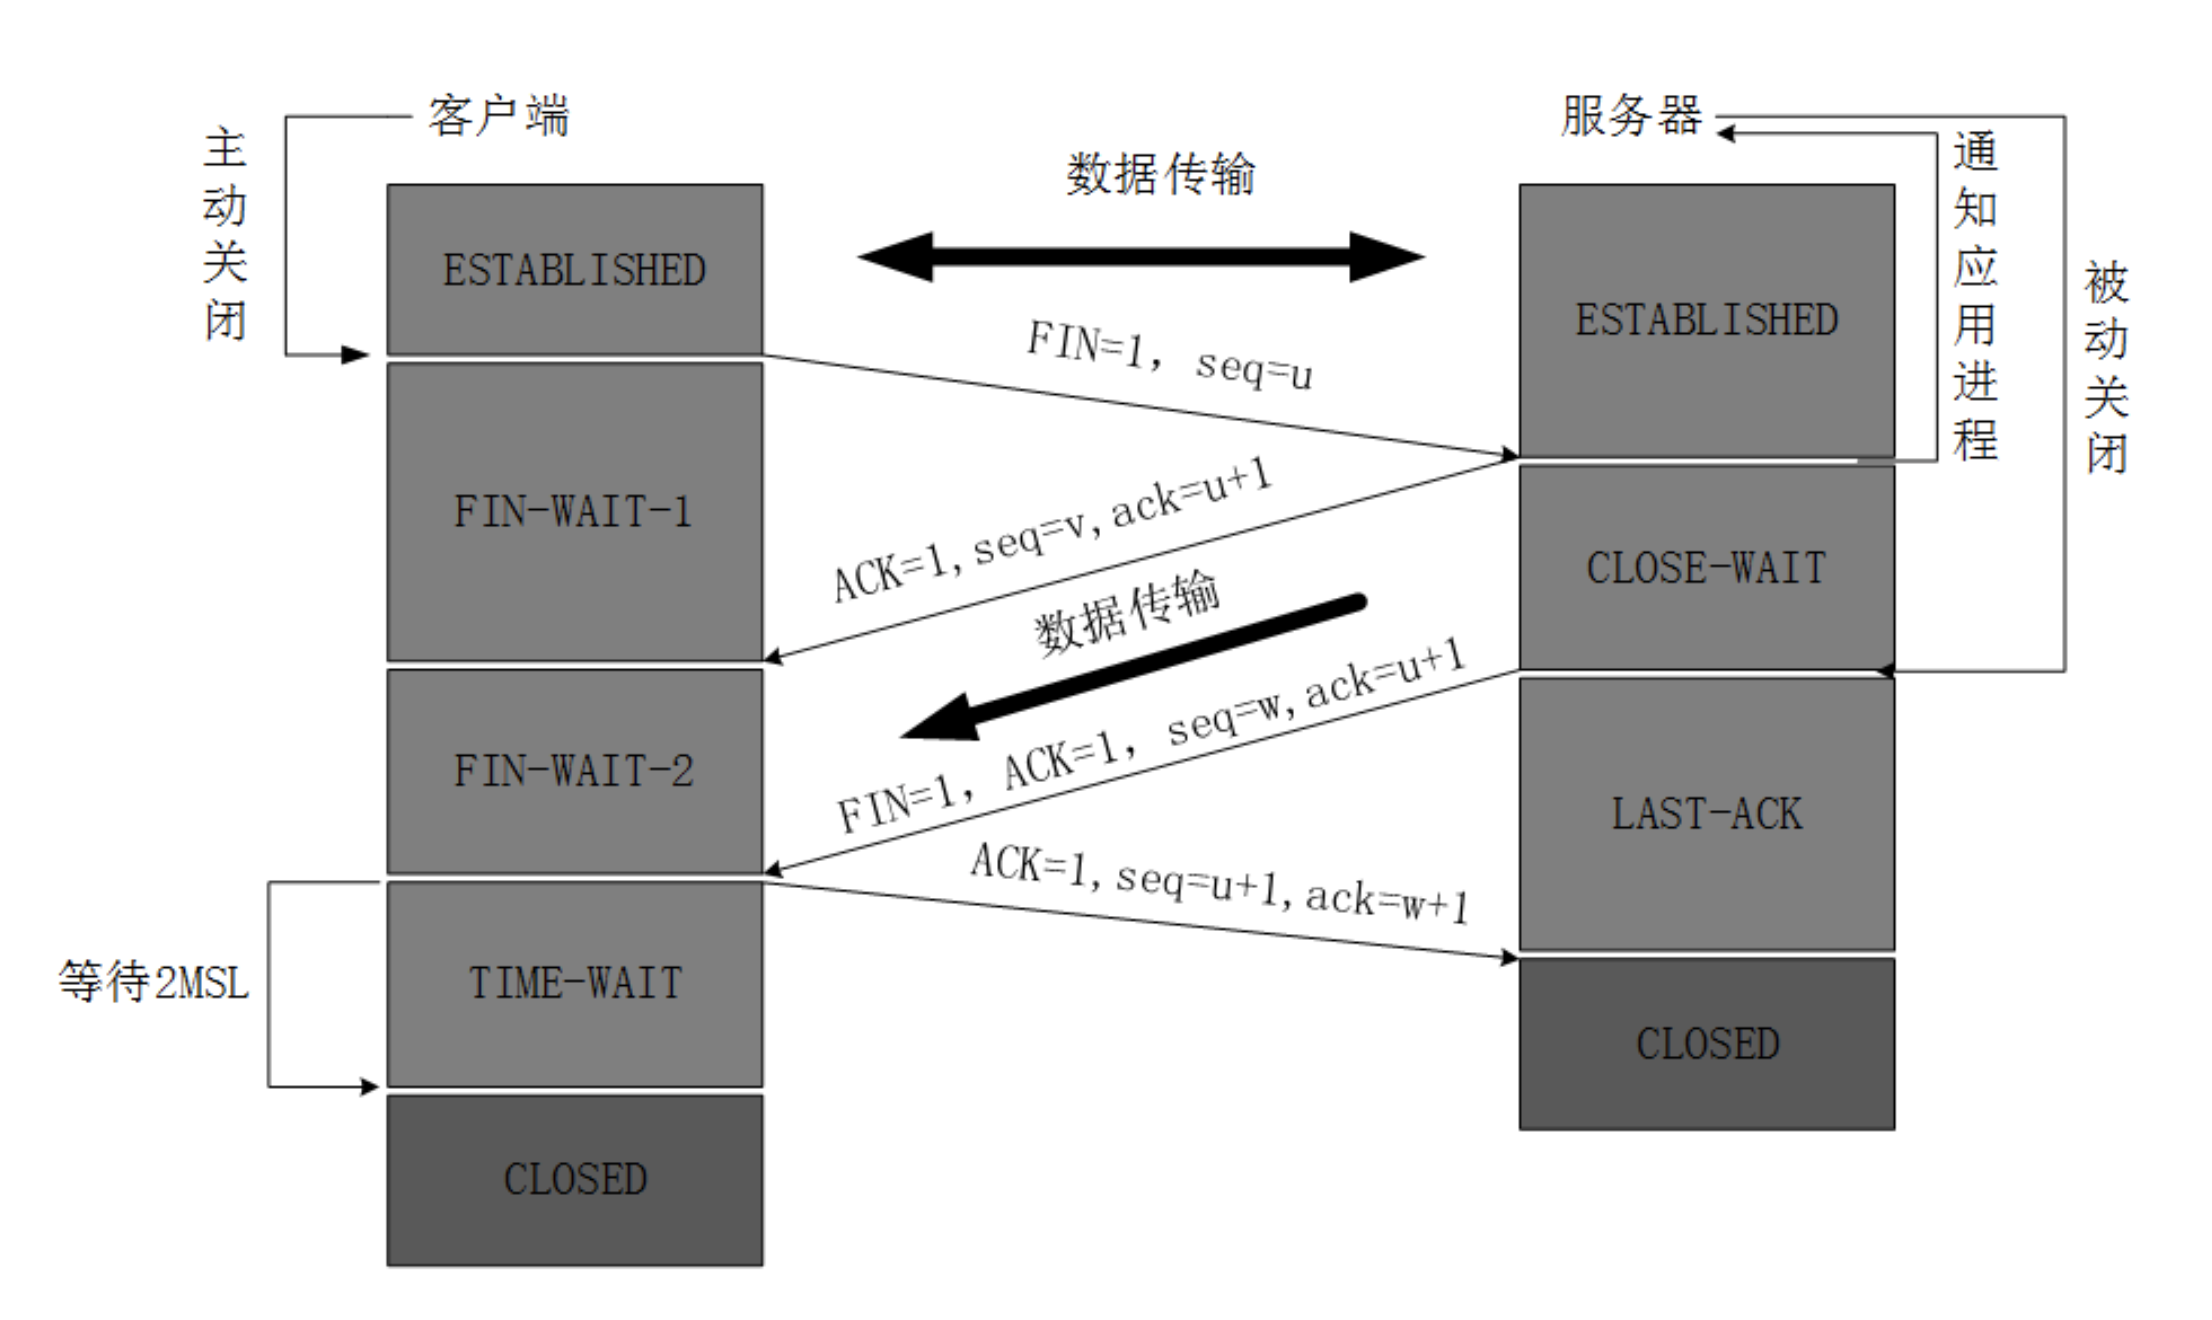 客户端
服务器
主动关闭
数据传输
通知应用进程
被动关闭
ESTABLISHED
ESTABLISHED
FIN=1, seq=u
FIN-WAIT-1
ACK=1,seq=v,ack=u+1
CLOSE-WAIT
数据传输
FIN-WAIT-2
FIN=1, ACK=1, seq=w,ack=u+1
LAST-ACK
ACK=1,seq=u+1,ack=w+1
等待2MSL
TIME-WAIT
CLOSED
CLOSED